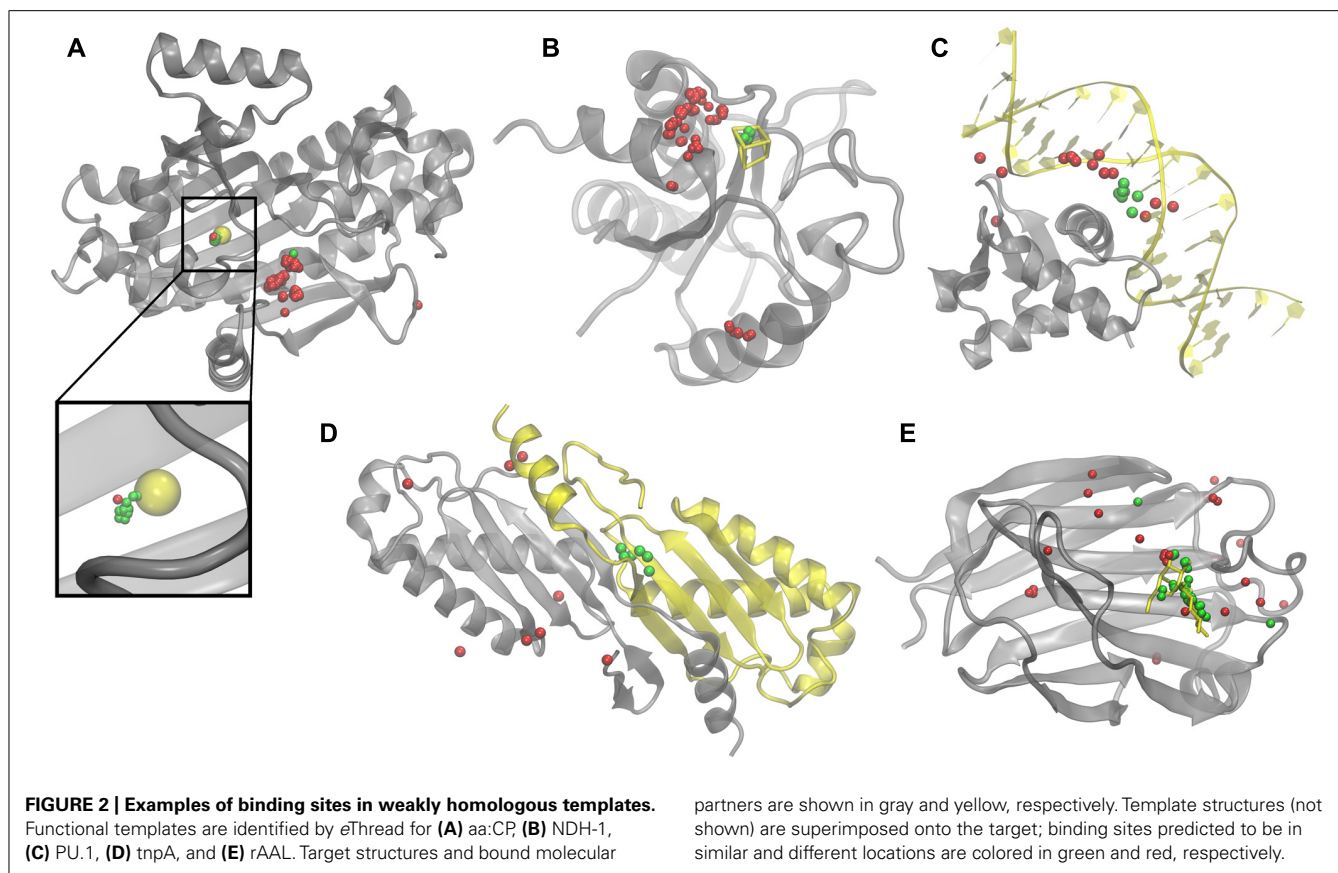 A
B
C
D
E
FIGURE 2 | Examples of binding sites in weakly homologous templates.
Functional templates are identified by eThread for (A) aa:CP, (B) NDH-1,
(C) PU.1, (D) tnpA, and (E) rAAL. Target structures and bound molecular
partners are shown in gray and yellow, respectively. Template structures (not
shown) are superimposed onto the target; binding sites predicted to be in
similar and different locations are colored in green and red, respectively.